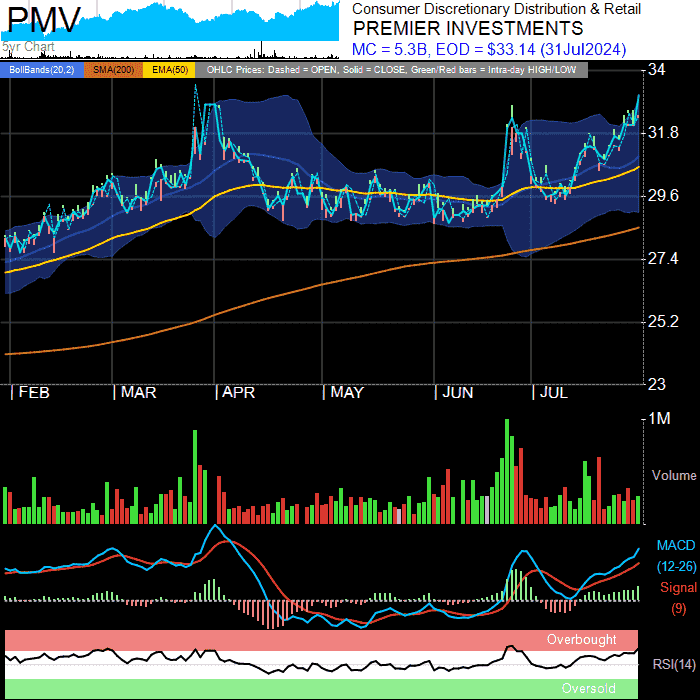 PMV
5yr Chart
Consumer Discretionary Distribution & Retail
PREMIER INVESTMENTS
MC = 5.3B, EOD = $33.14 (31Jul2024)
BollBands(20,2) SMA(200) EMA(50) OHLC Prices: Dashed = OPEN, Solid = CLOSE, Green/Red bars = Intra-day HIGH/LOW
34
31.8
29.6
27.4
25.2
23
FEB MAR APR MAY JUN JUL
1M
Volume
MACD
(12-26)
Signal
(9)
Overbought
RSI(14)
Oversold